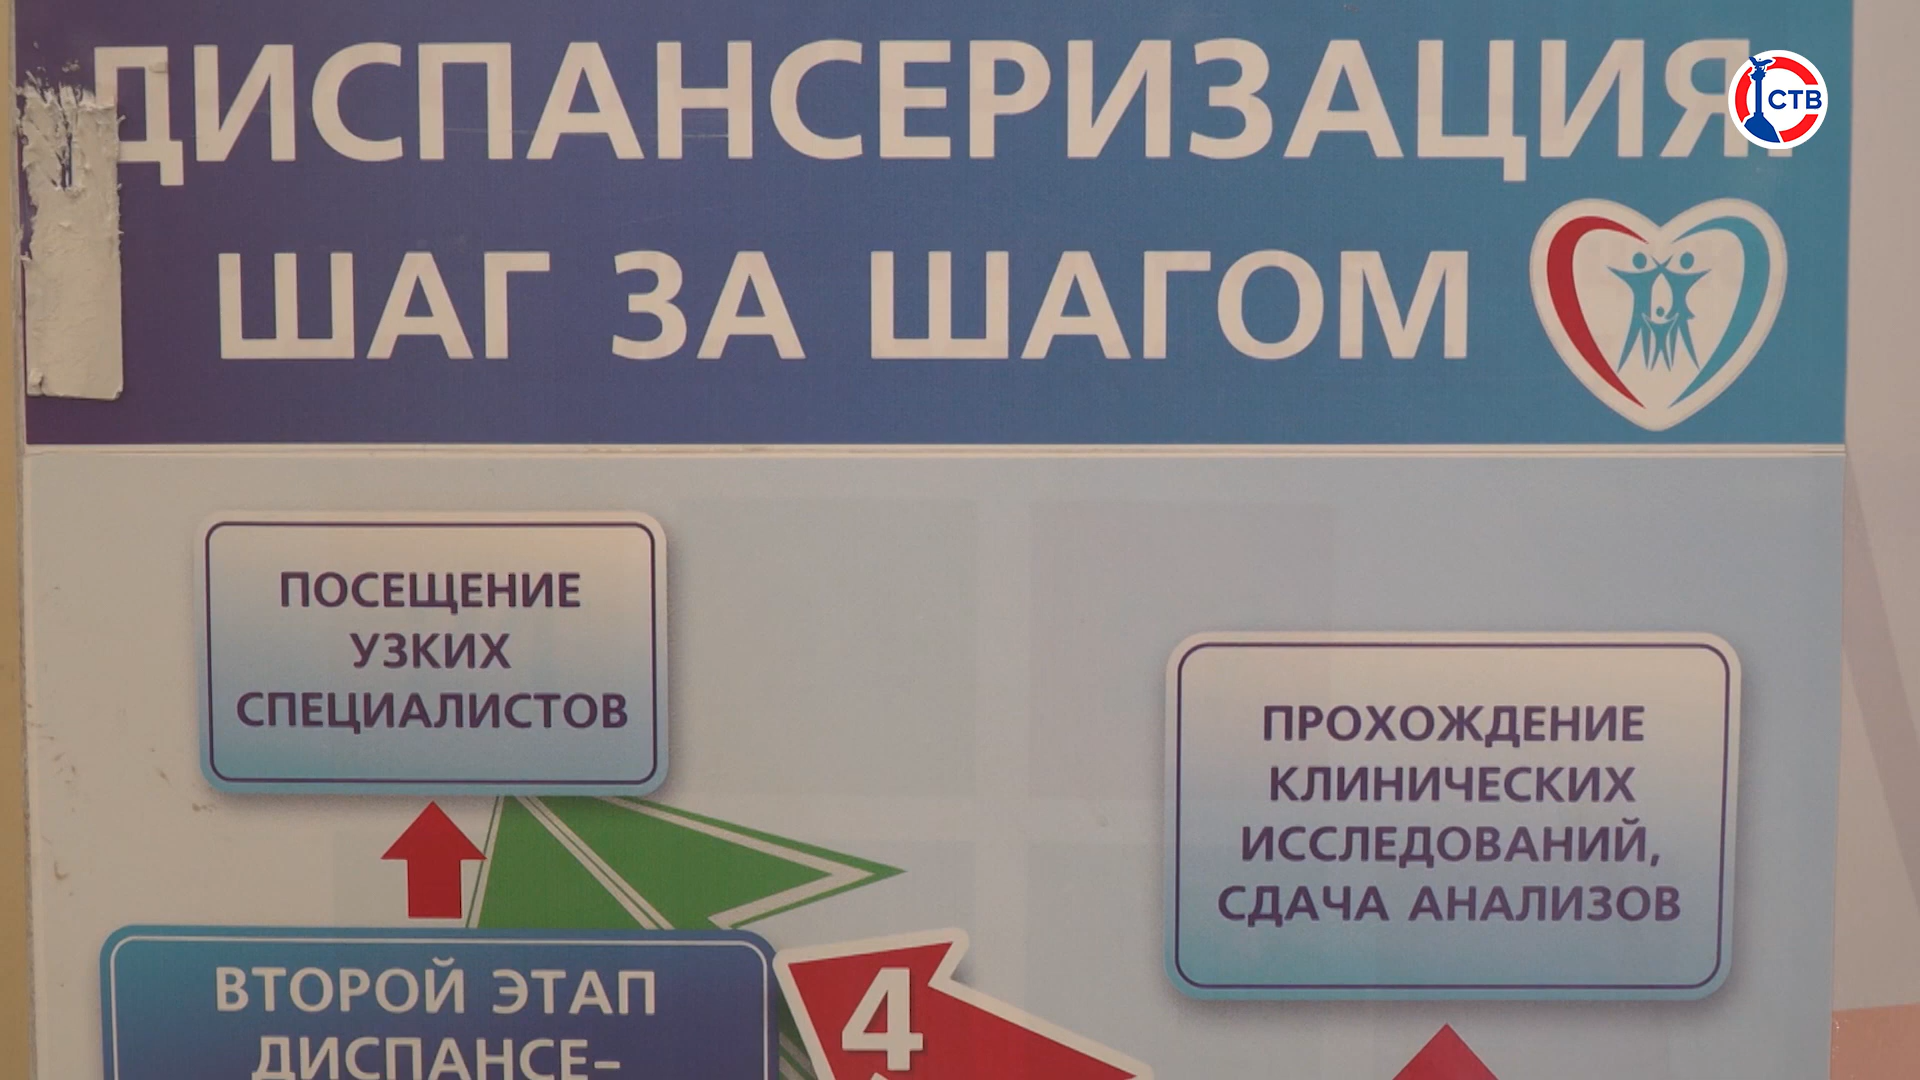 ДИСПАНСЕРИЗАЦИЯ:
ШАГ ЗА ШАГОМ
СТВ
ПОСЕЩЕНИЕ
УЗКИХ
СПЕЦИАЛИСТОВ
ПРОХОЖДЕНИЕ
КЛИНИЧЕСКИХ
ИССЛЕДОВАНИЙ,
СДАЧА АНАЛИЗОВ
ВТОРОЙ ЭТАП
ДИСПАНСЕ-
4